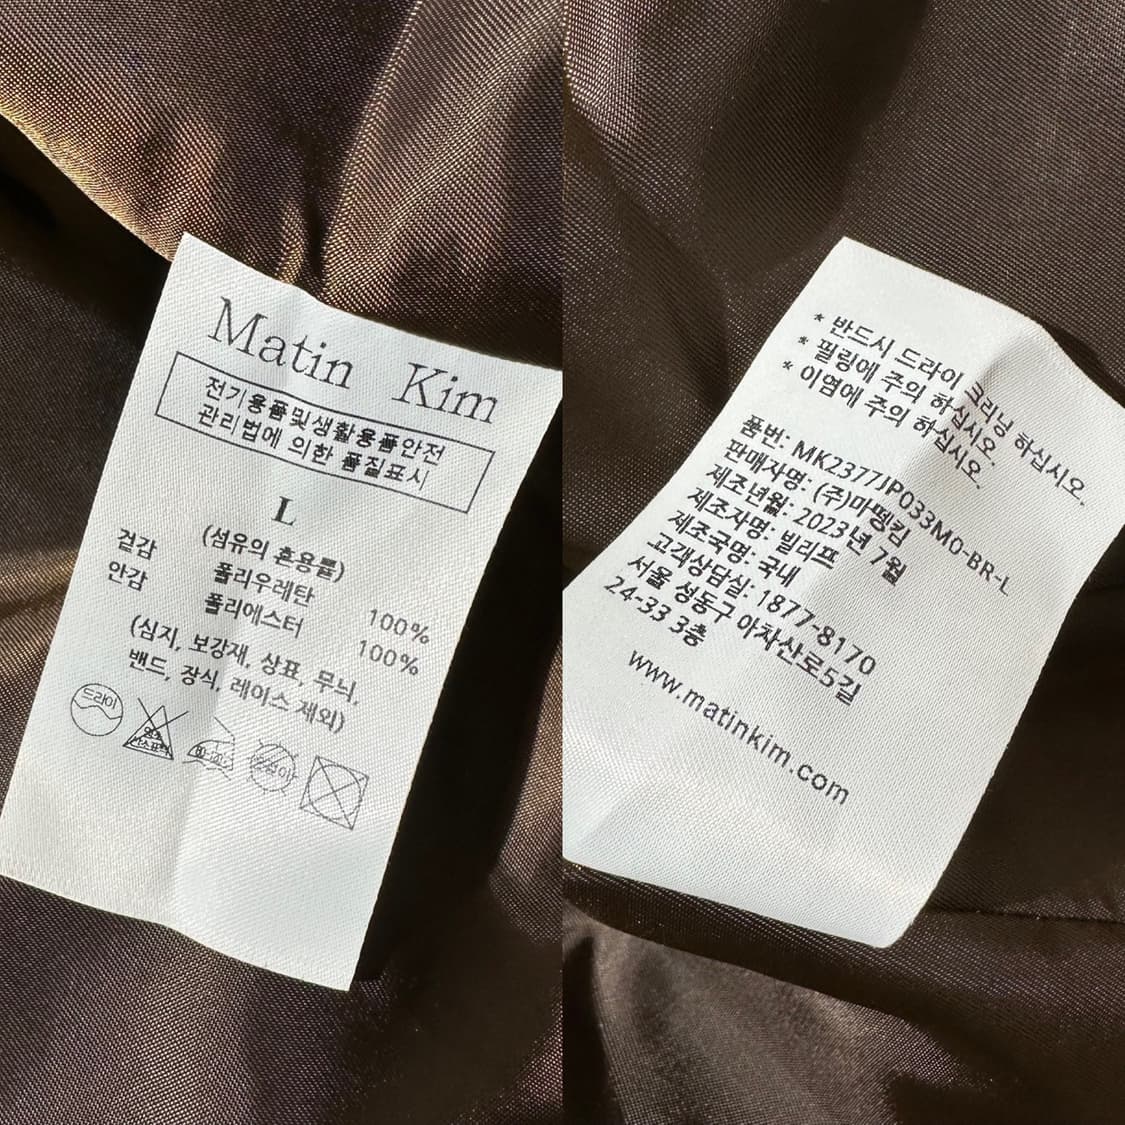 Matin Kim
전기용품및생활용품안전
관리법에 의한 품질표시
L
(섬유의 혼용률)
겉감 폴리우레탄 100%
안감 폴리에스터 100%
(심지, 보강재, 상표, 무늬,
밴드, 장식, 레이스 제외)
드라이
* 반드시 드라이 크리닝 하십시오.
* 필링에 주의 하십시오.
* 이염에 주의 하십시오.
품번: MK2377JP033M0-BR-L
판매자명: (주)마뗑킴
제조년월: 2023년 7월
제조자명: 빌리프
제조국명: 국내
고객상담실: 1877-8170
서울 성동구 아차산로5길
24-33 3층
www.matinkim.com